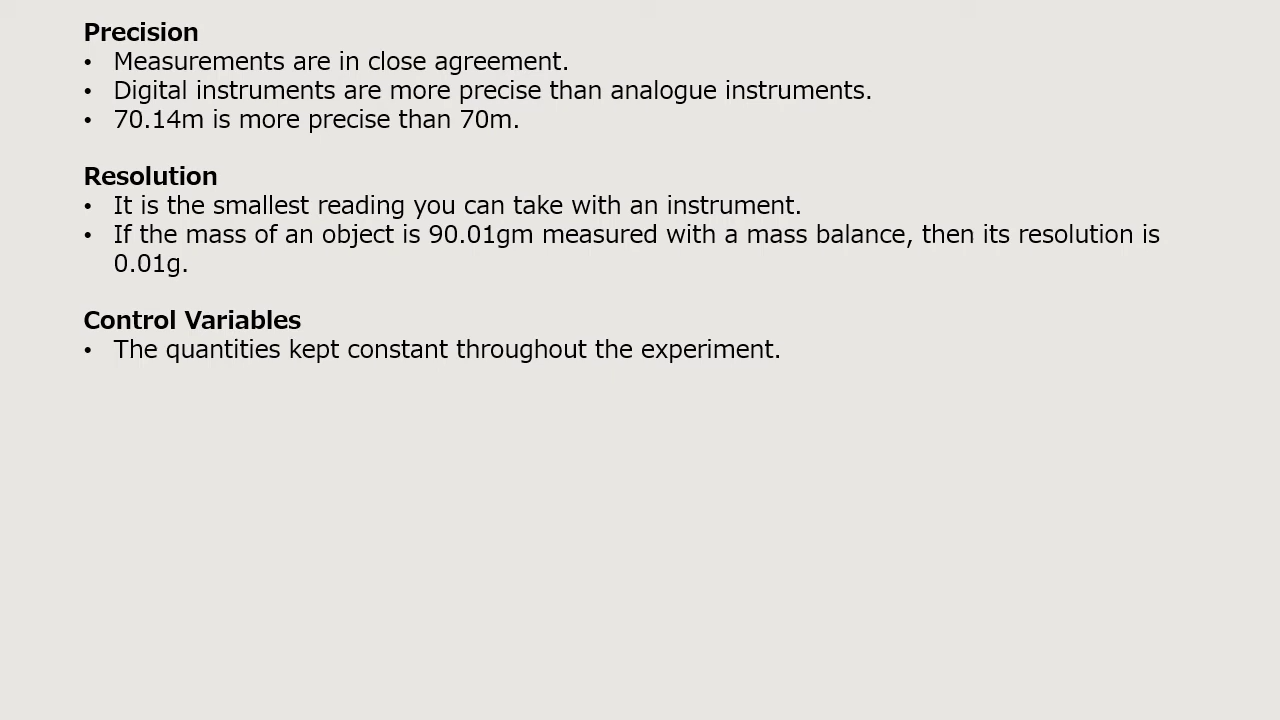 Precision
• Measurements are in close agreement.
• Digital instruments are more precise than analogue instruments.
• 70.14m is more precise than 70m.
Resolution
• It is the smallest reading you can take with an instrument.
• If the mass of an object is 90.01gm measured with a mass balance, then its resolution is
0.01g.
Control Variables
• The quantities kept constant throughout the experiment.